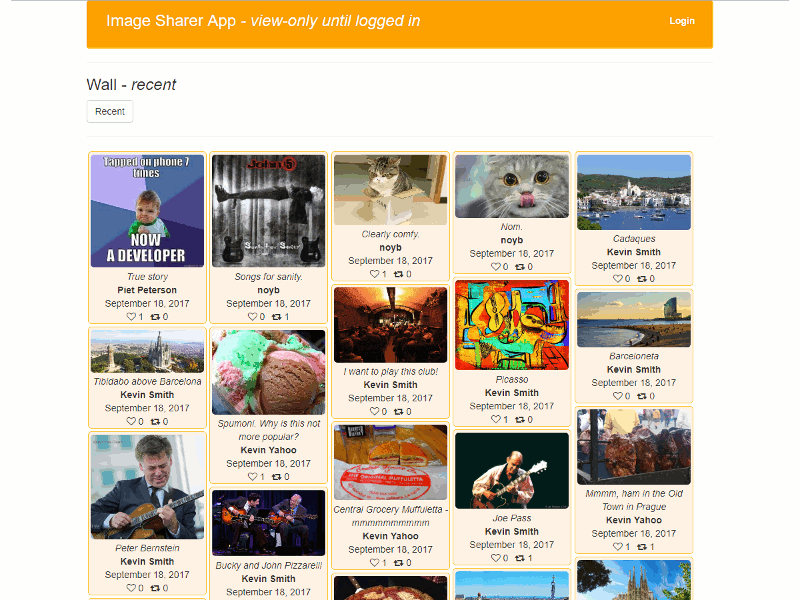 Image Sharer App - view-only until logged in
Login
Wall - recent
Recent
Tapped on phone 7
times
NOW
A DEVELOPER
True story
Piet Peterson
September 18, 2017
1 0
Tibidabo above Barcelona
Kevin Smith
September 18, 2017
0 0
Peter Bernstein
Kevin Smith
September 18, 2017
0 0
John 5
Songs for Sanity
Songs for sanity.
noyb
September 18, 2017
0 1
Spumoni. Why is this not
more popular?
Kevin Yahoo
September 18, 2017
1 0
Bucky and John Pizzarelli
Kevin Smith
September 18, 2017
Clearly comfy.
noyb
September 18, 2017
1 0
I want to play this club!
Kevin Smith
September 18, 2017
0 0
THE ORIGINAL MUFFULETTA
Central Grocery Muffuletta -
mmmmmmmmmm
Kevin Yahoo
September 18, 2017
1 0
Nom.
noyb
September 18, 2017
0 0
Picasso
Kevin Smith
September 18, 2017
1 0
Joe Pass
Kevin Smith
September 18, 2017
0 1
Cadaques
Kevin Smith
September 18, 2017
0 0
Barceloneta
Kevin Smith
September 18, 2017
0 0
Mmmm, ham in the Old
Town in Prague
Kevin Yahoo
September 18, 2017
1 1